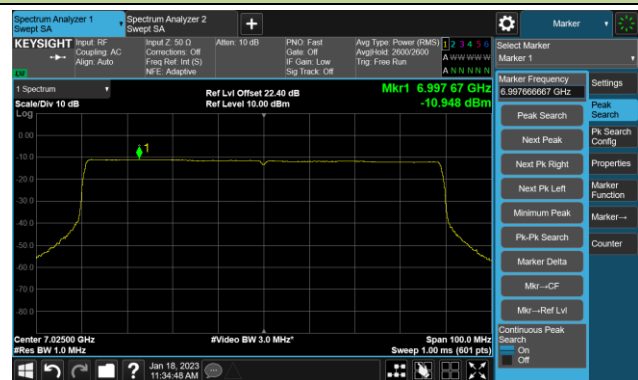 Spectrum Analyzer 1
Swept SA
Spectrum Analyzer 2
Swept SA
+
Marker
KEYSIGHT
Input: RF
Coupling: AC
Align: Auto
Input Z: 50 Ω
Corrections: Off
Freq Ref: Int (S)
NFE: Adaptive
Atten: 10 dB
PNO: Fast
Gate: Off
IF Gain: Low
Sig Track: Off
Avg Type: Power (RMS)
Avg|Hold: 2600/2600
Trig: Free Run
1 2 3 4 5 6
A W W W W W
A N N N N N
LU
Select Marker
Marker 1
1 Spectrum
Scale/Div 10 dB
Log
Ref Lvl Offset 22.40 dB
Ref Level 10.00 dBm
Mkr1 6.997 67 GHz
-10.948 dBm
0.00
-10.0
-20.0
-30.0
-40.0
-50.0
-60.0
-70.0
-80.0
1
Center 7.02500 GHz
#Res BW 1.0 MHz
#Video BW 3.0 MHz*
Span 100.0 MHz
Sweep 1.00 ms (601 pts)
Marker Frequency
6.997666667 GHz
Peak Search
Next Peak
Next Pk Right
Next Pk Left
Minimum Peak
Pk-Pk Search
Marker Delta
Mkr→CF
Mkr→Ref Lvl
Continuous Peak
Search
On
Off
Settings
Peak
Search
Pk Search
Config
Properties
Marker
Function
Marker→
Counter
?
Jan 18, 2023
11:34:48 AM